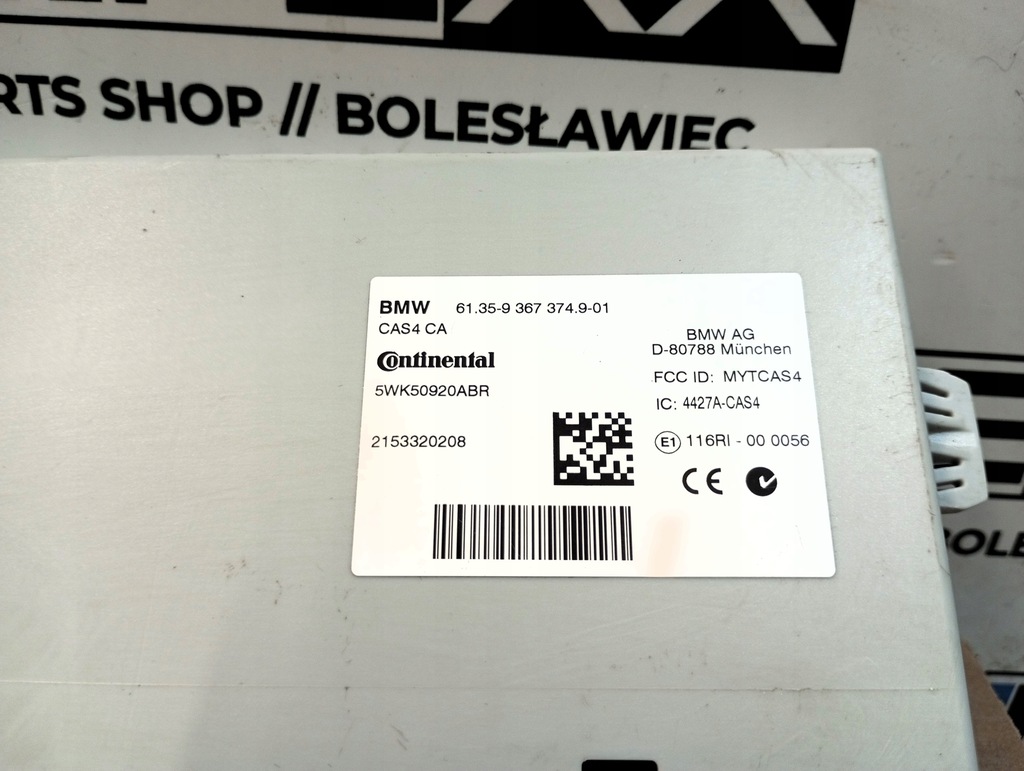 RTS SHOP // BOLESŁAWIEC
BMW 61.35-9 367 374.9-01
CAS4 CA
Continental
5WK50920ABR
2153320208
BMW AG
D-80788 München
FCC ID: MYTCAS4
IC: 4427A-CAS4
E1 116RI - 00 0056
CE
BOLE